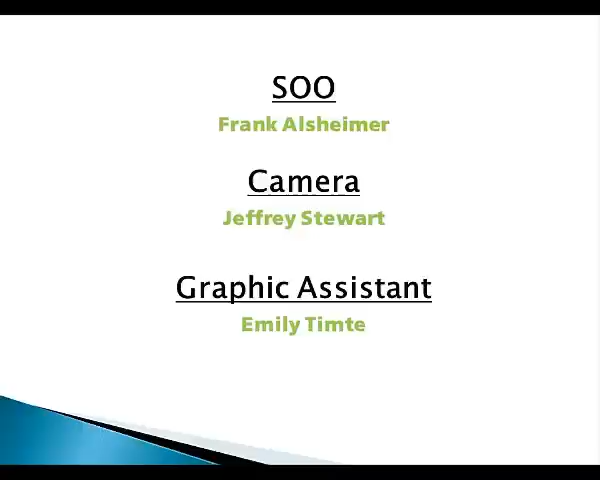 SOO
Frank Alsheimer
Camera
Jeffrey Stewart
Graphic Assistant
Emily Timte